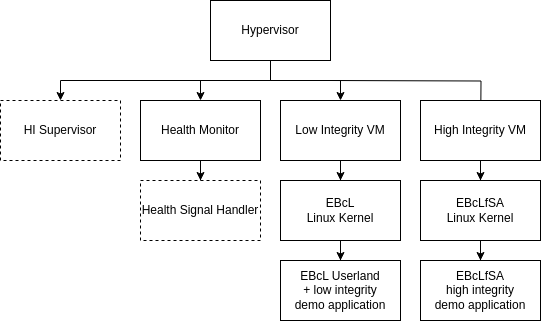 Hypervisor
HI Supervisor
Health Monitor
Low Integrity VM
High Integrity VM
Health Signal Handler
EBcL
Linux Kernel
EBcLfSA
Linux Kernel
EBcL Userland
+ low integrity
demo application
EBcLfSA
high integrity
demo application